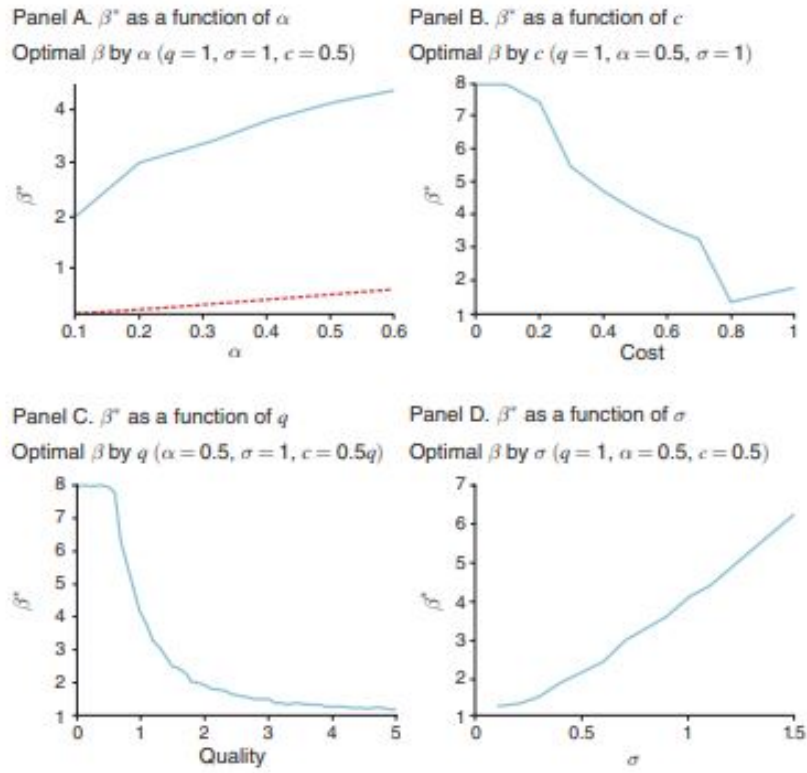 Panel A. β* as a function of α
Optimal β by α (q = 1, σ = 1, c = 0.5)
4
3
2
1
β*
0.1 0.2 0.3 0.4 0.5 0.6
α
Panel B. β* as a function of c
Optimal β by c (q = 1, α = 0.5, σ = 1)
8
7
6
5
4
3
2
1
β*
0 0.2 0.4 0.6 0.8 1
Cost
Panel C. β* as a function of q
Optimal β by q (α = 0.5, σ = 1, c = 0.5q)
8
7
6
5
4
3
2
1
β*
0 1 2 3 4 5
Quality
Panel D. β* as a function of σ
Optimal β by σ (q = 1, α = 0.5, c = 0.5)
7
6
5
4
3
2
1
β*
0 0.5 1 1.5
σ